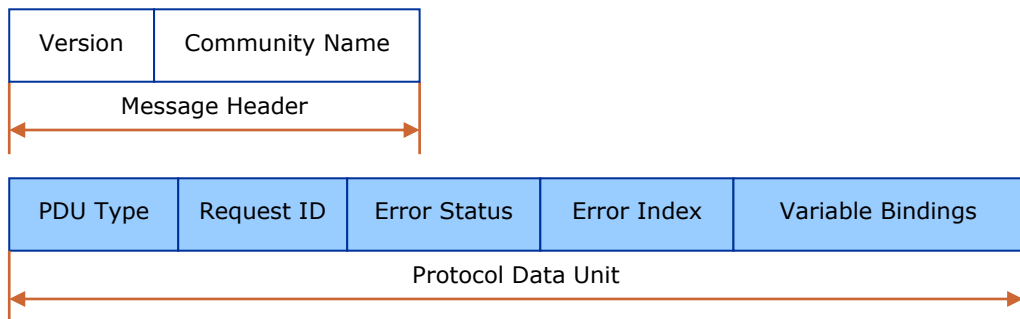 Version Community Name
Message Header
PDU Type Request ID Error Status Error Index Variable Bindings
Protocol Data Unit